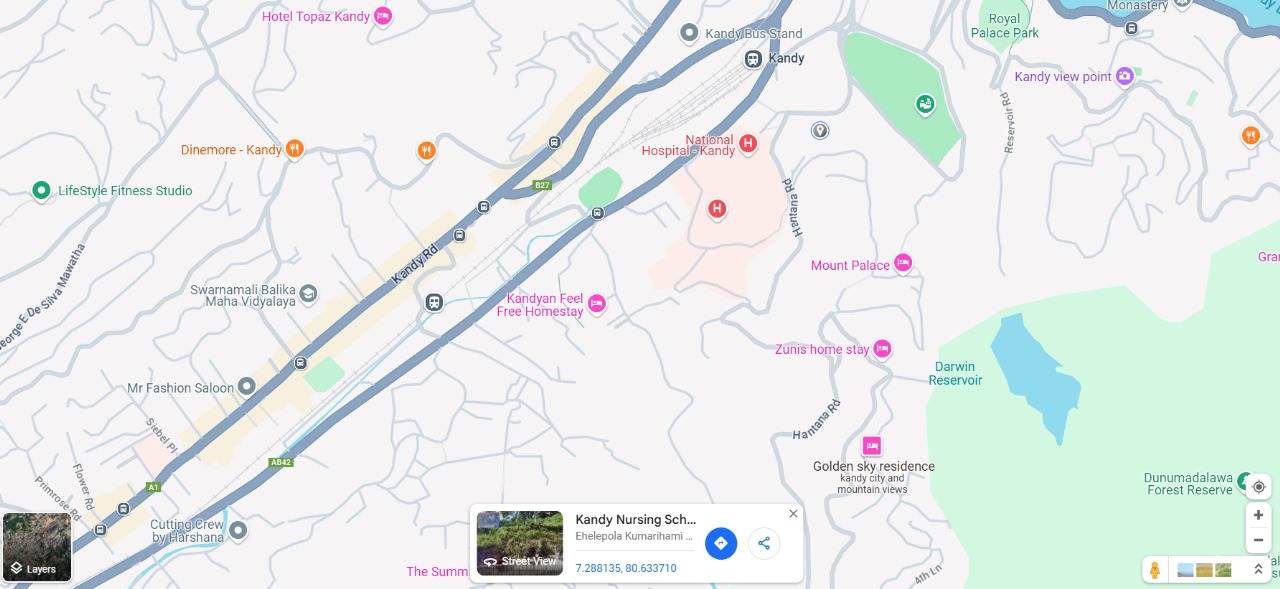 Hotel Topaz Kandy
Kandy Bus Stand
Kandy
Royal
Palace Park
Monastery
Kandy view point
Reservoir Rd
National
Hospital - Kandy
H
H
Hantana Rd
Dinemore - Kandy
LifeStyle Fitness Studio
B27
Kandy Rd
George E De Silva Mawatha
Swarnamali Balika
Maha Vidyalaya
Kandyan Feel
Free Homestay
Mount Palace
Zunis home stay
Darwin
Reservoir
Mr Fashion Saloon
Siebel Pl
Hantana Rd
Golden sky residence
kandy city and
mountain views
AB42
A1
Flower Rd
Primrose Rd
Dunumadalawa
Forest Reserve
Cutting Crew
by Harshana
Layers
Kandy Nursing Sch...
Ehelepola Kumarihami ...
Street View
7.288135, 80.633710
The Summ
4th Ln